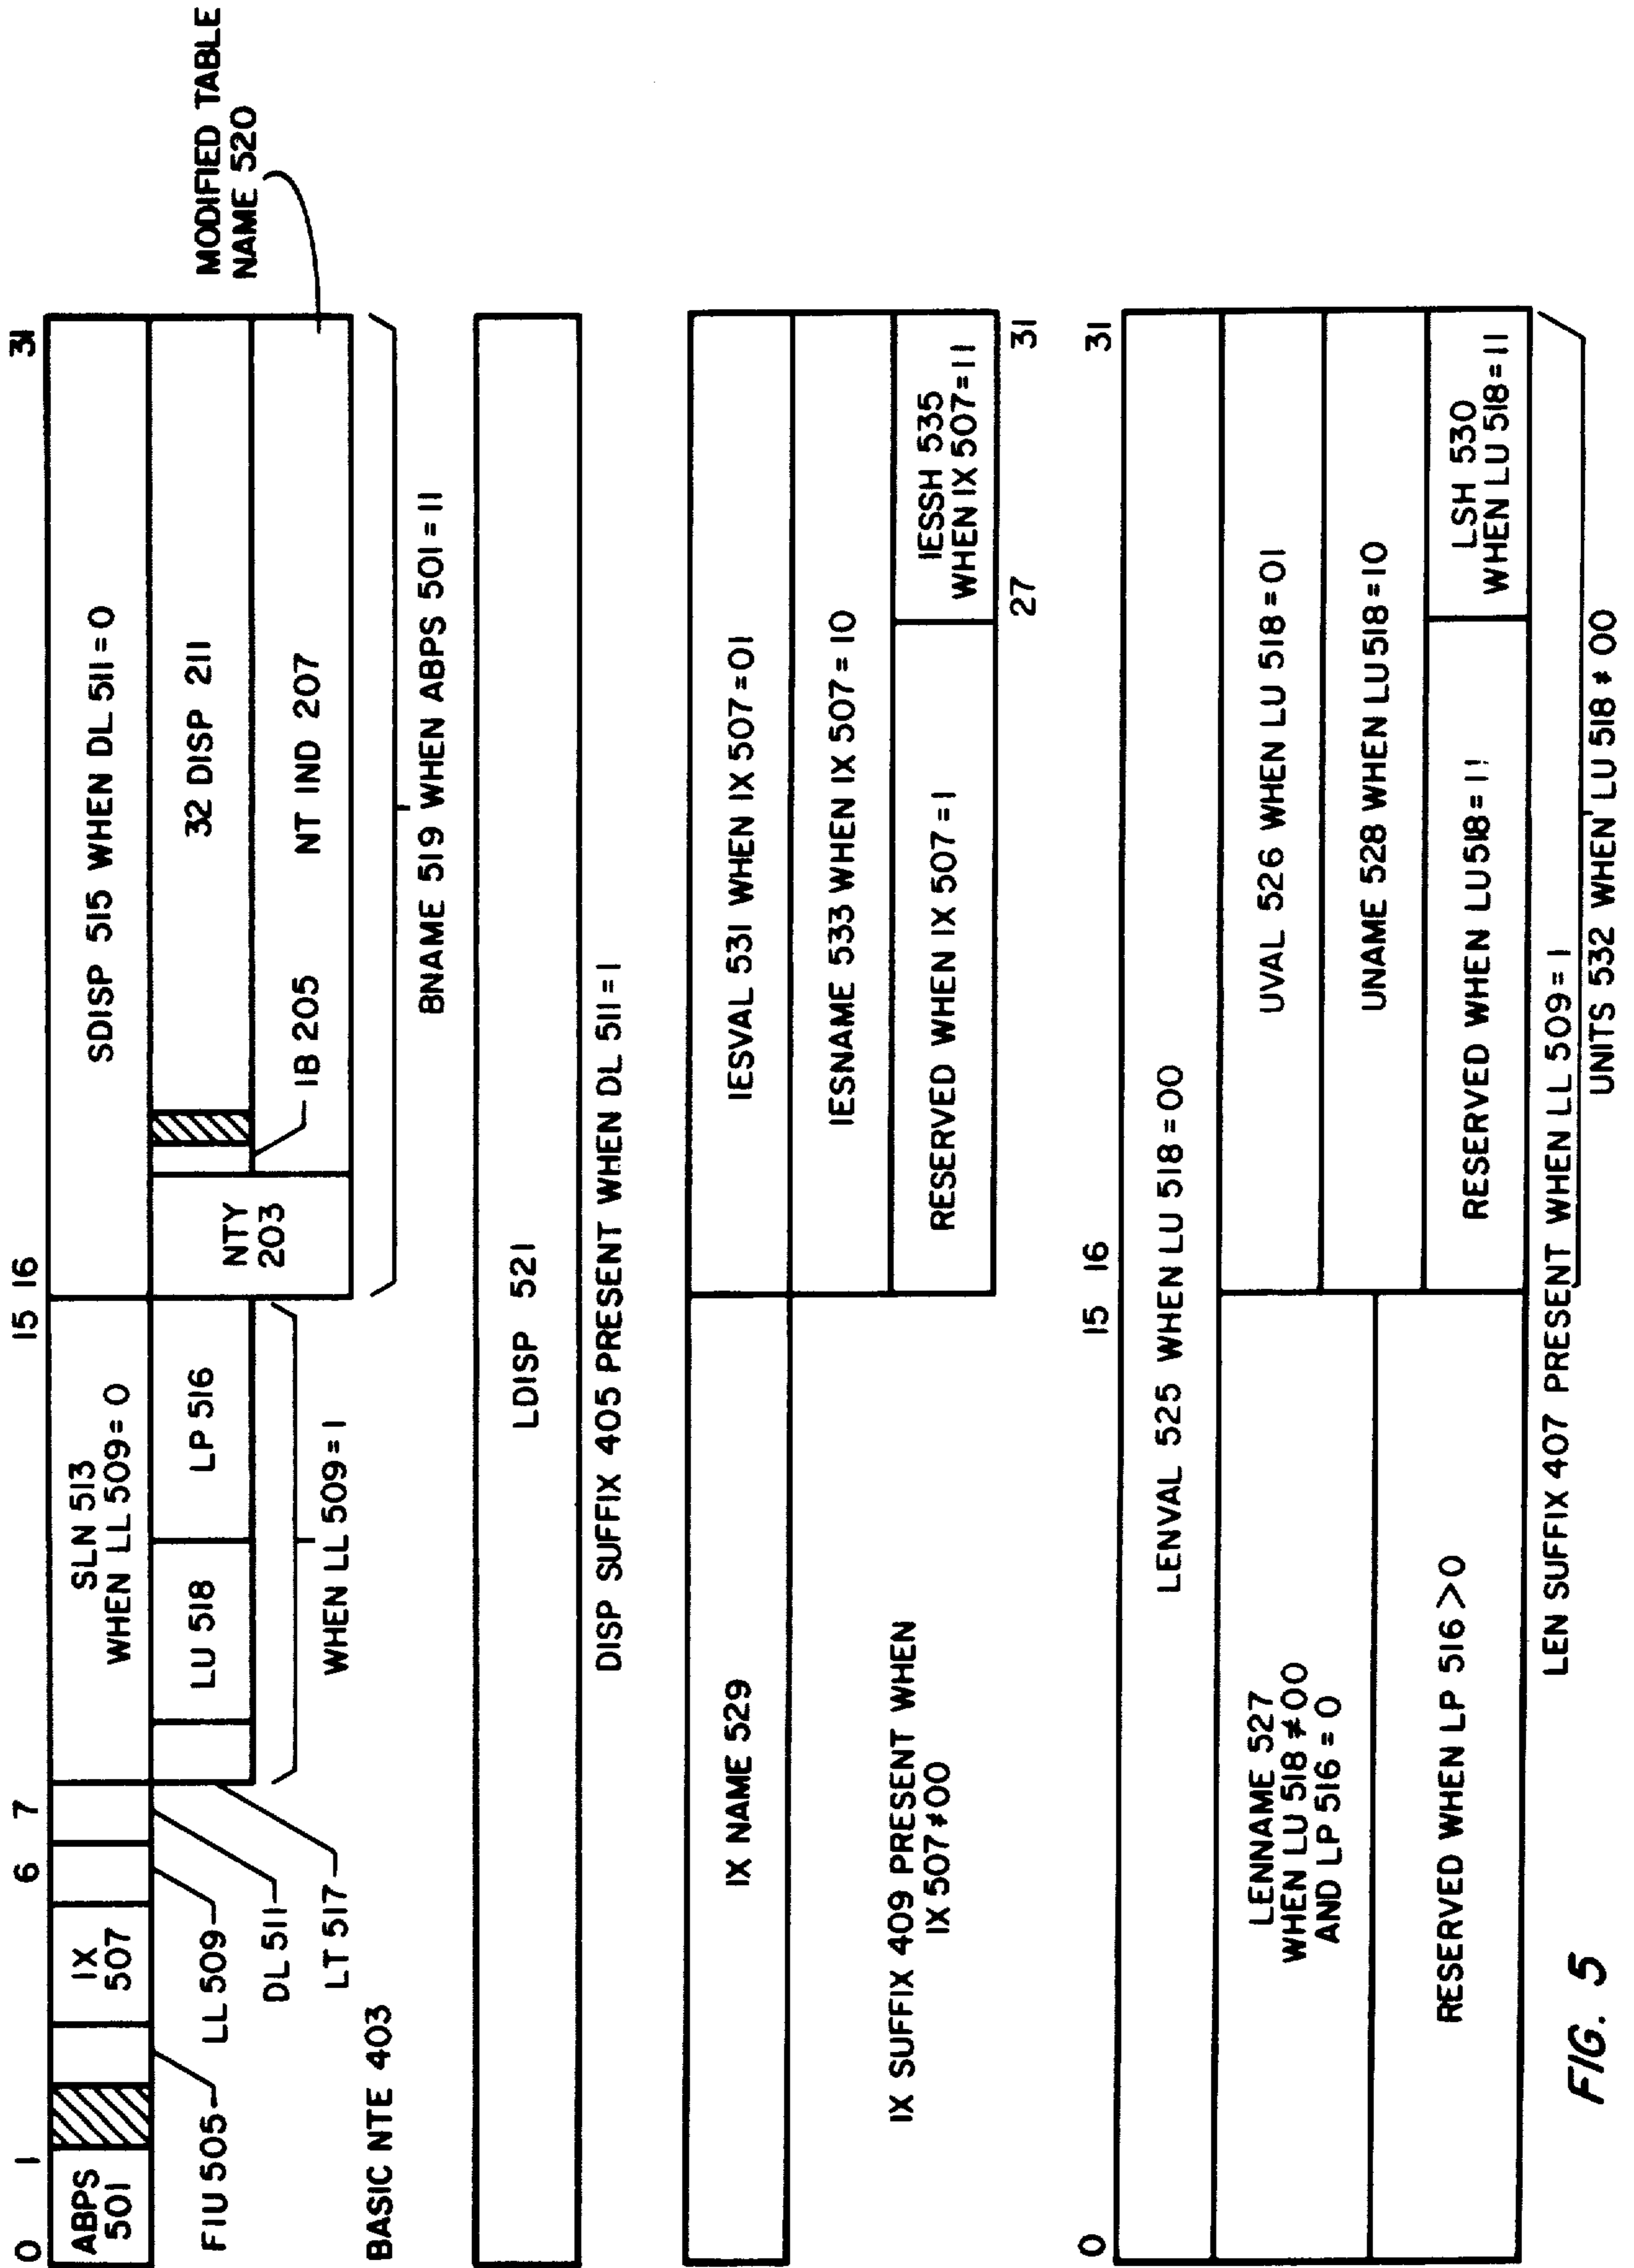 0 1 6 7 15 16 31
ABPS
501
IX
507
SLN 513
WHEN LL 509=0
SDISP 515 WHEN DL 511=0
LU 518
LP 516
NTY
203
32 DISP 211
IB 205
NT IND 207
MODIFIED TABLE
NAME 520
FIU 505
LL 509
DL 511
LT 517
WHEN LL 509=1
BNAME 519 WHEN ABPS 501=11
BASIC NTE 403
LDISP 521
DISP SUFFIX 405 PRESENT WHEN DL 511=1
IX NAME 529
IESVAL 531 WHEN IX 507=01
IESNAME 533 WHEN IX 507=10
RESERVED WHEN IX 507=1
IESSH 535
WHEN IX 507=11
27 31
IX SUFFIX 409 PRESENT WHEN
IX 507≠00
0 15 16 31
LENVAL 525 WHEN LU 518=00
LENNAME 527
WHEN LU 518≠00
AND LP 516=0
UVAL 526 WHEN LU 518=01
UNAME 528 WHEN LU 518=10
RESERVED WHEN LP 516>0
RESERVED WHEN LU 518=11
LSH 530
WHEN LU 518=11
LEN SUFFIX 407 PRESENT WHEN LL 509=1
UNITS 532 WHEN LU 518≠00
FIG. 5